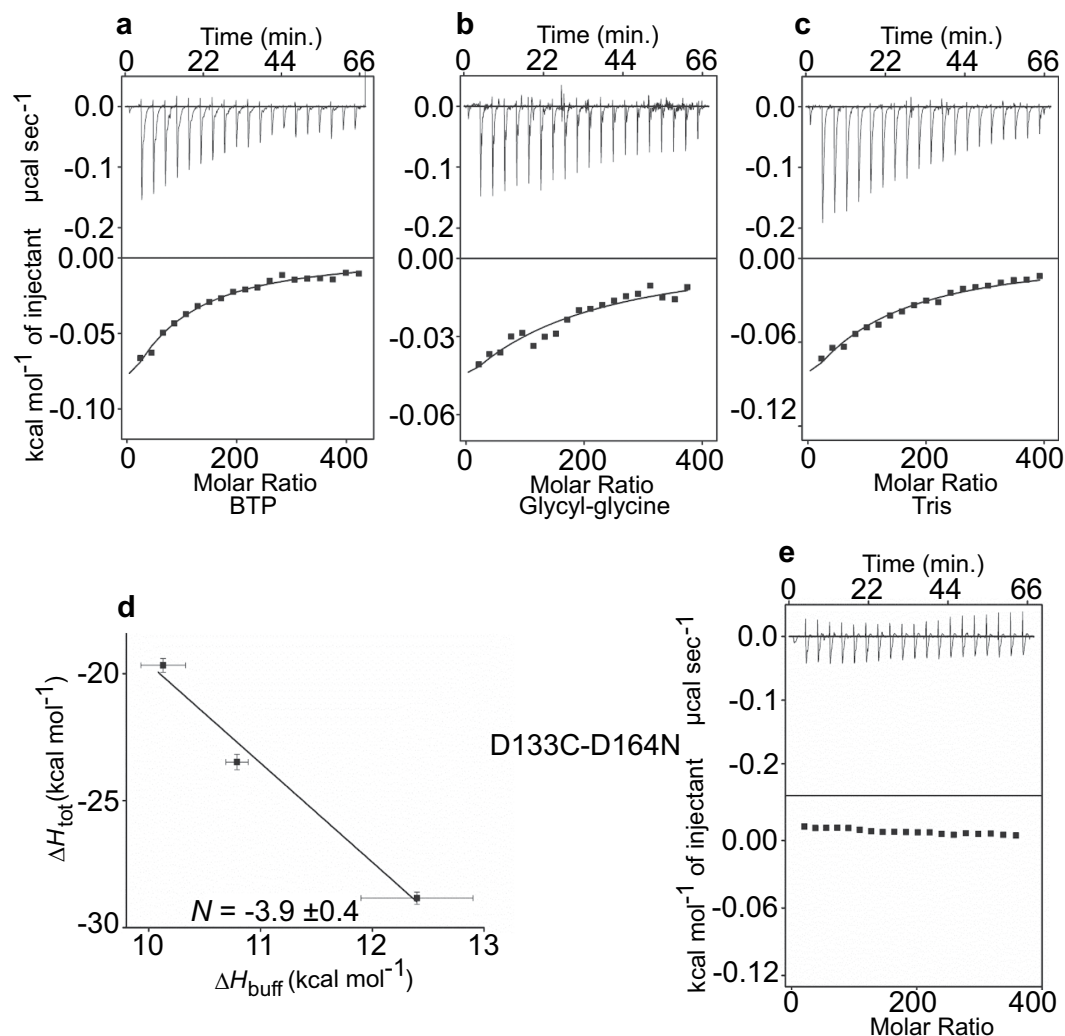 a
Time (min.)
0 22 44 66
µcal sec-1
0.0
-0.1
-0.2
kcal mol-1 of injectant
0.00
-0.05
-0.10
0 200 400
Molar Ratio
BTP
b
Time (min.)
0 22 44 66
0.0
-0.1
-0.2
0.00
-0.03
-0.06
0 200 400
Molar Ratio
Glycyl-glycine
c
Time (min.)
0 22 44 66
0.0
-0.1
-0.2
0.00
-0.06
-0.12
0 200 400
Molar Ratio
Tris
d
ΔHtot (kcal mol-1)
-20
-25
-30
N = -3.9 ±0.4
10 11 12 13
ΔHbuff (kcal mol-1)
D133C-D164N
e
Time (min.)
0 22 44 66
µcal sec-1
0.0
-0.1
-0.2
kcal mol-1 of injectant
0.00
-0.06
-0.12
0 200 400
Molar Ratio